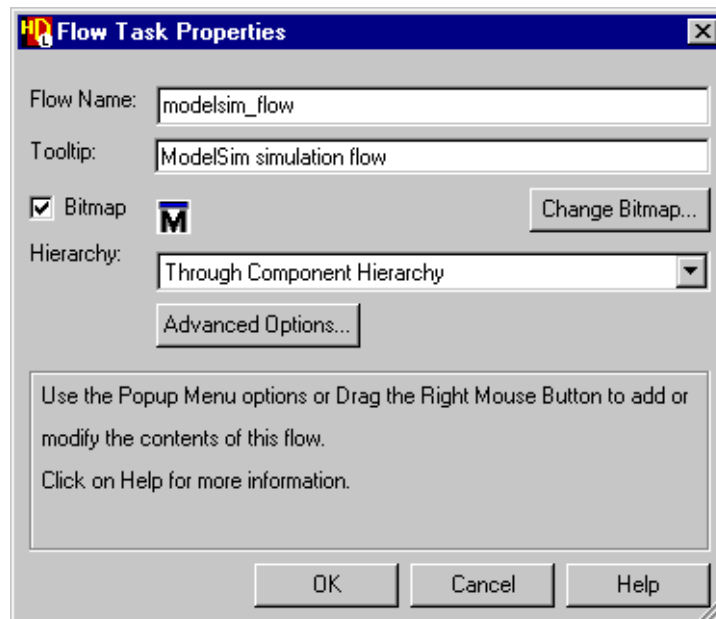 HD L Flow Task Properties
Flow Name: modelsim_flow
Tooltip: ModelSim simulation flow
Bitmap M Change Bitmap...
Hierarchy: Through Component Hierarchy
Advanced Options...
Use the Popup Menu options or Drag the Right Mouse Button to add or
modify the contents of this flow.
Click on Help for more information.
OK Cancel Help